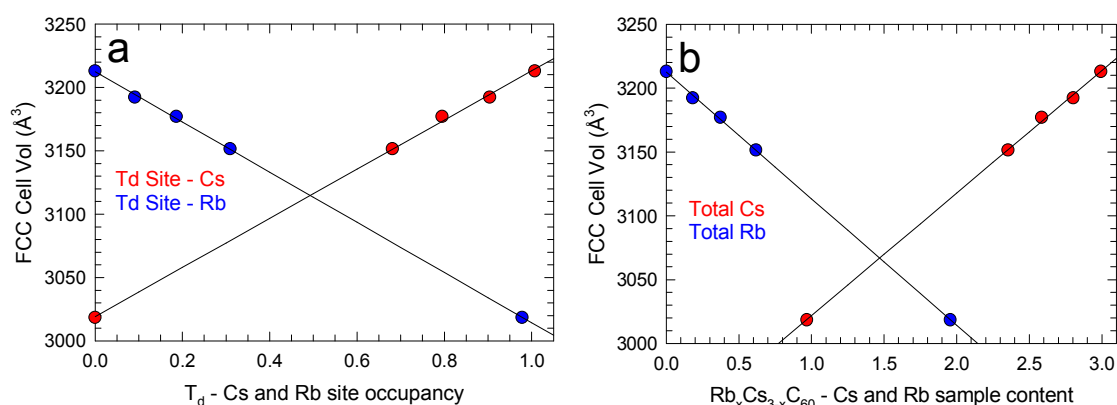 a
3250
3200
3150
3100
3050
3000
FCC Cell Vol (Å³)
Td Site - Cs
Td Site - Rb
0.0 0.2 0.4 0.6 0.8 1.0
T_d - Cs and Rb site occupancy
b
3250
3200
3150
3100
3050
3000
FCC Cell Vol (Å³)
Total Cs
Total Rb
0.0 0.5 1.0 1.5 2.0 2.5 3.0
Rb_xCs_3-xC_60 - Cs and Rb sample content